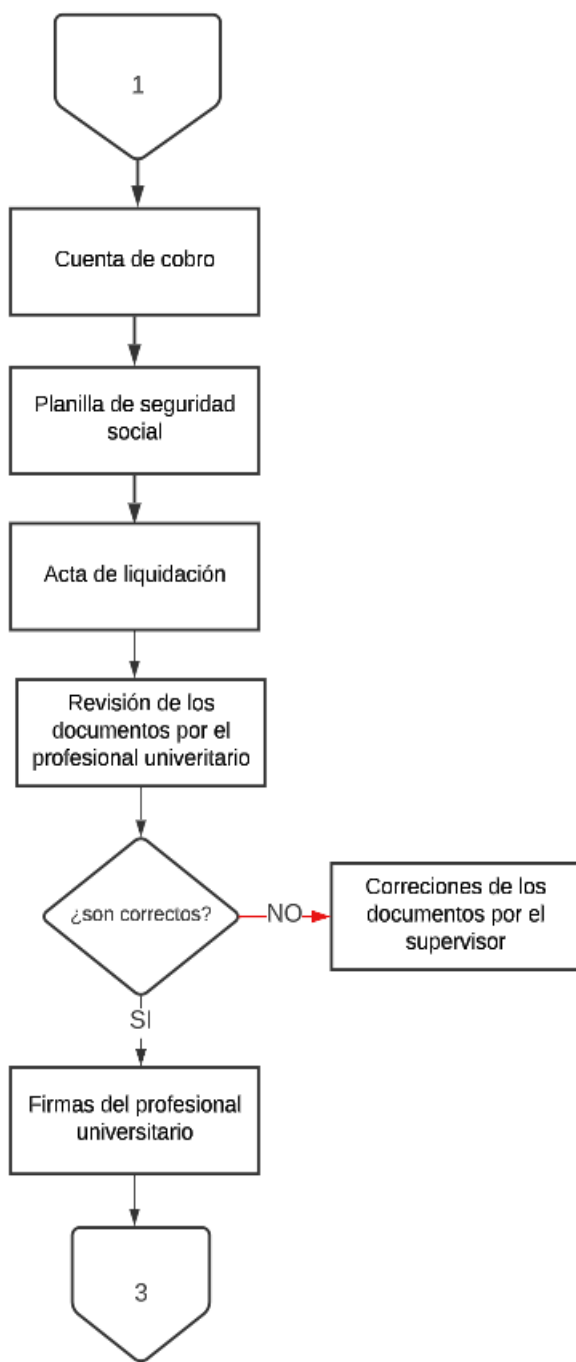 1
Cuenta de cobro
Planilla de seguridad
social
Acta de liquidación
Revisión de los
documentos por el
profesional univeritario
¿son correctos?
NO
Correciones de los
documentos por el
supervisor
SI
Firmas del profesional
universitario
3